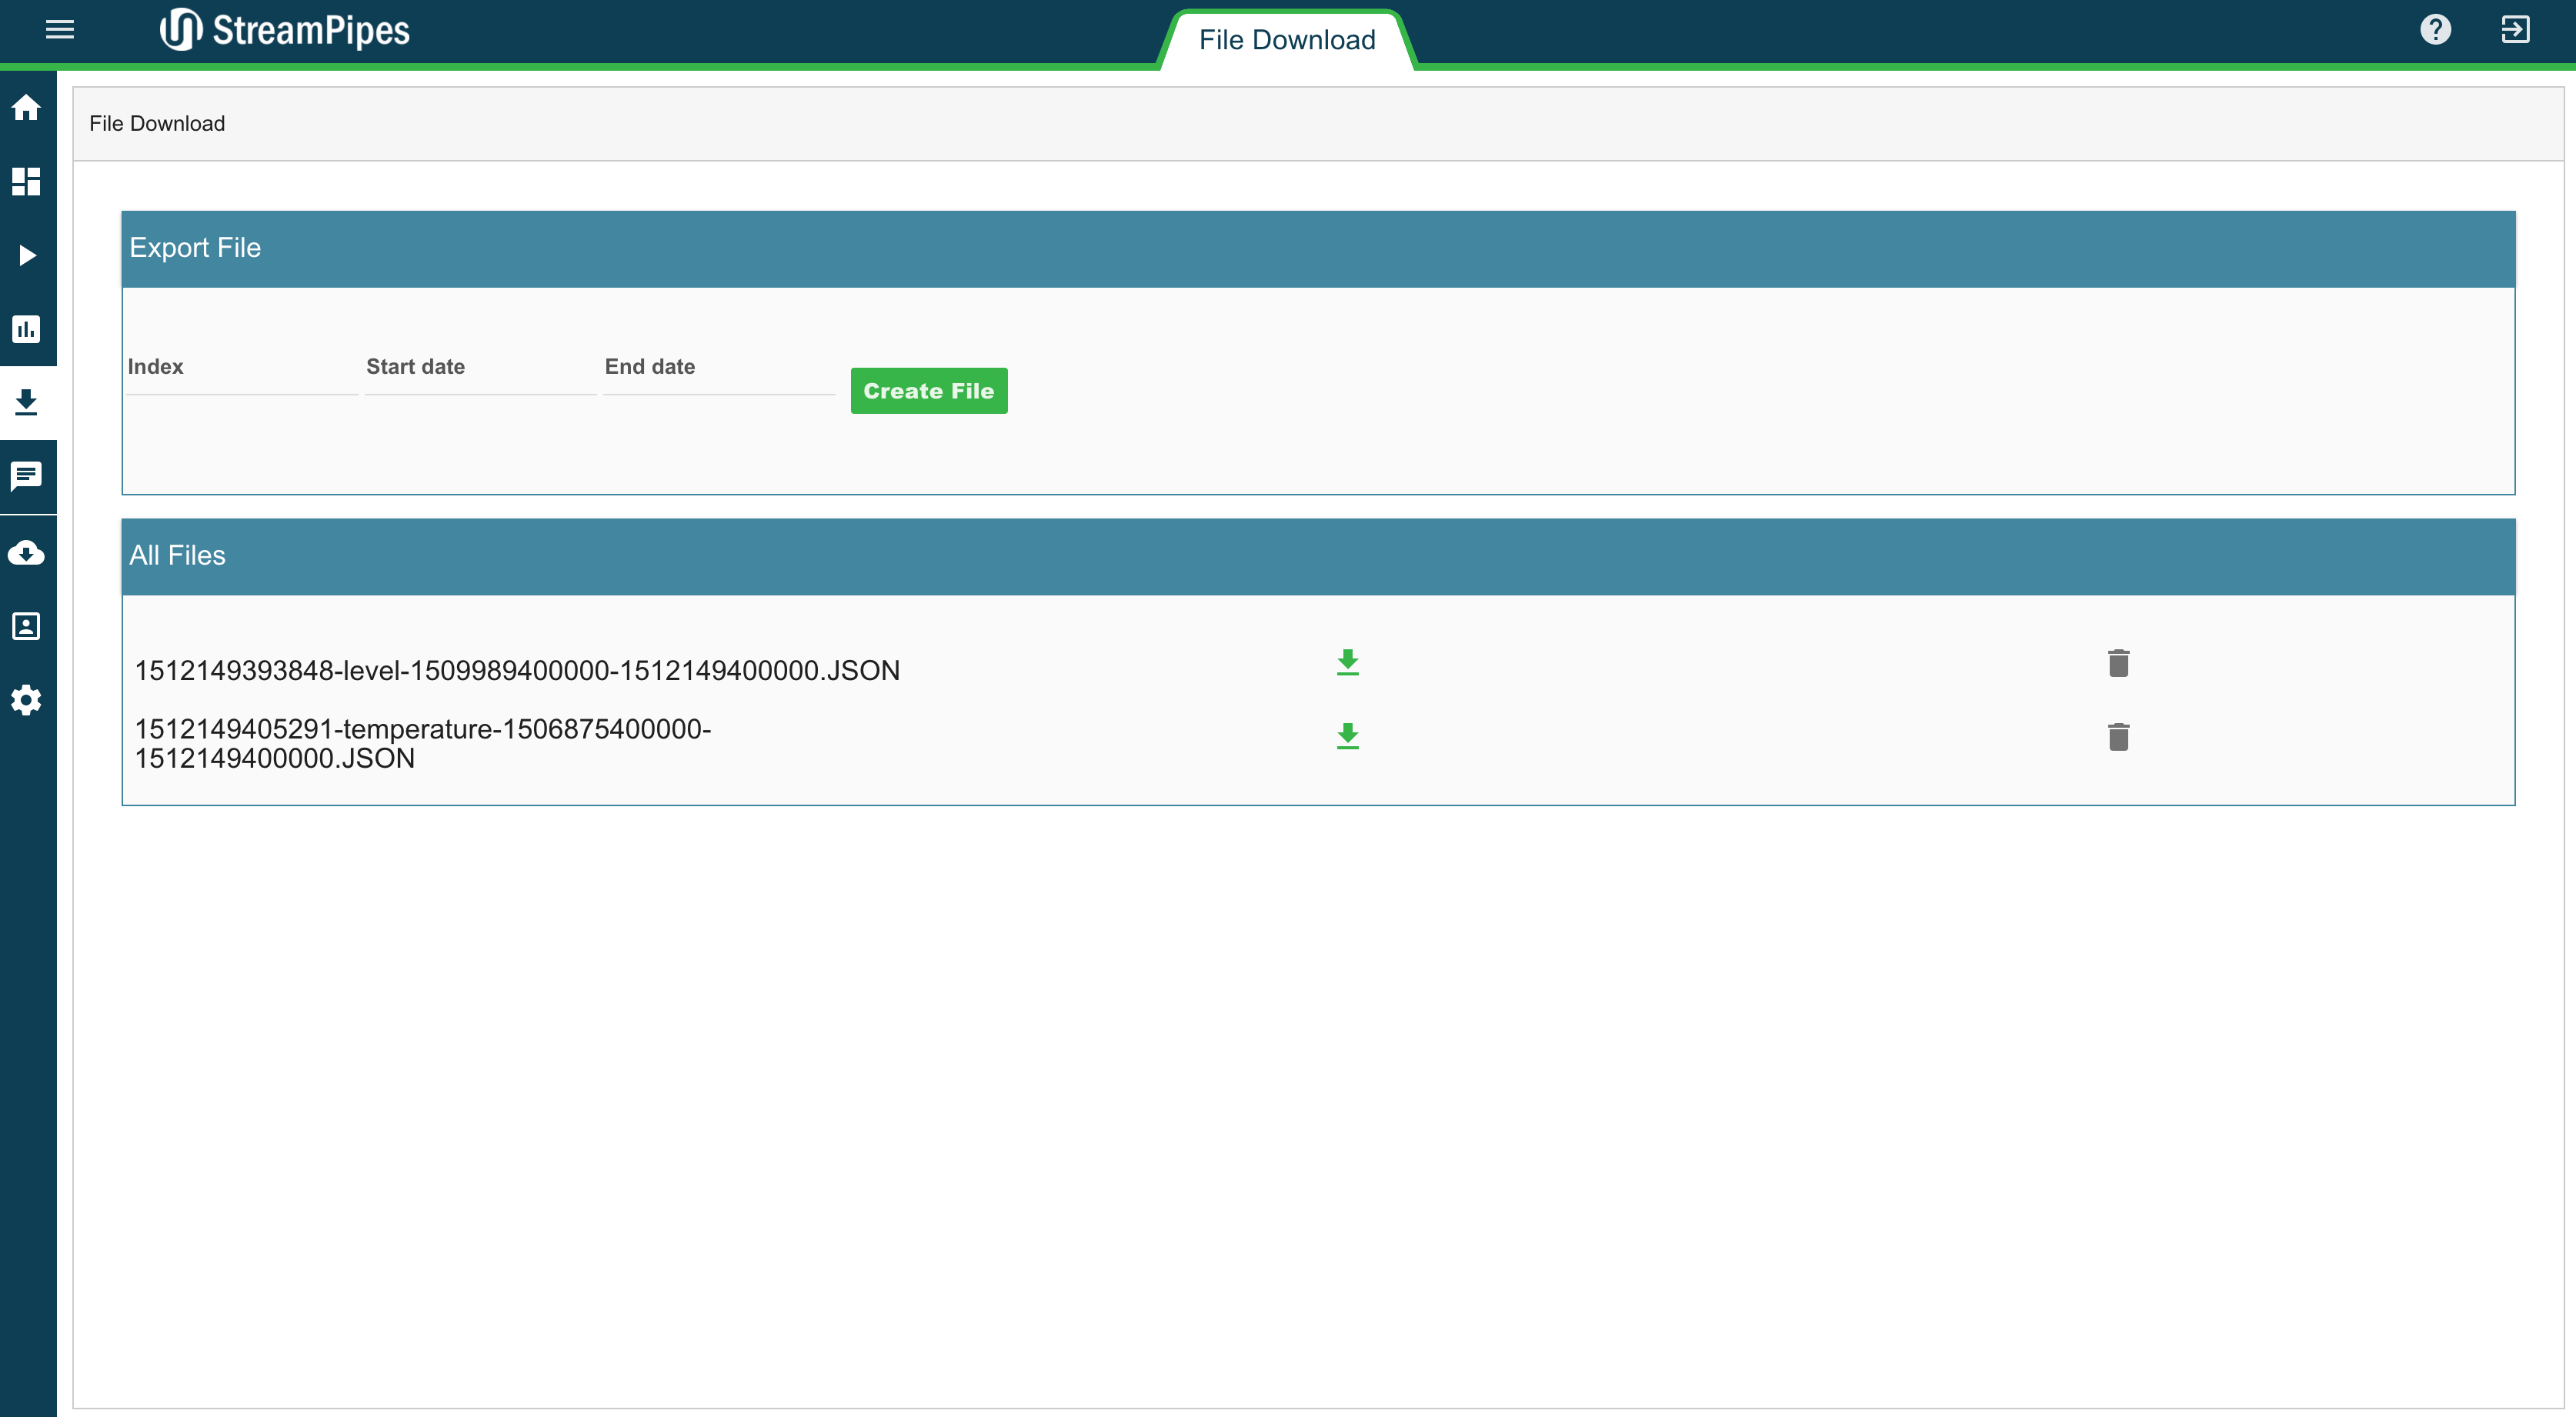 StreamPipes
File Download
File Download
Export File
Index
Start date
End date
Create File
All Files
1512149393848-level-1509989400000-1512149400000.JSON
1512149405291-temperature-1506875400000-
1512149400000.JSON